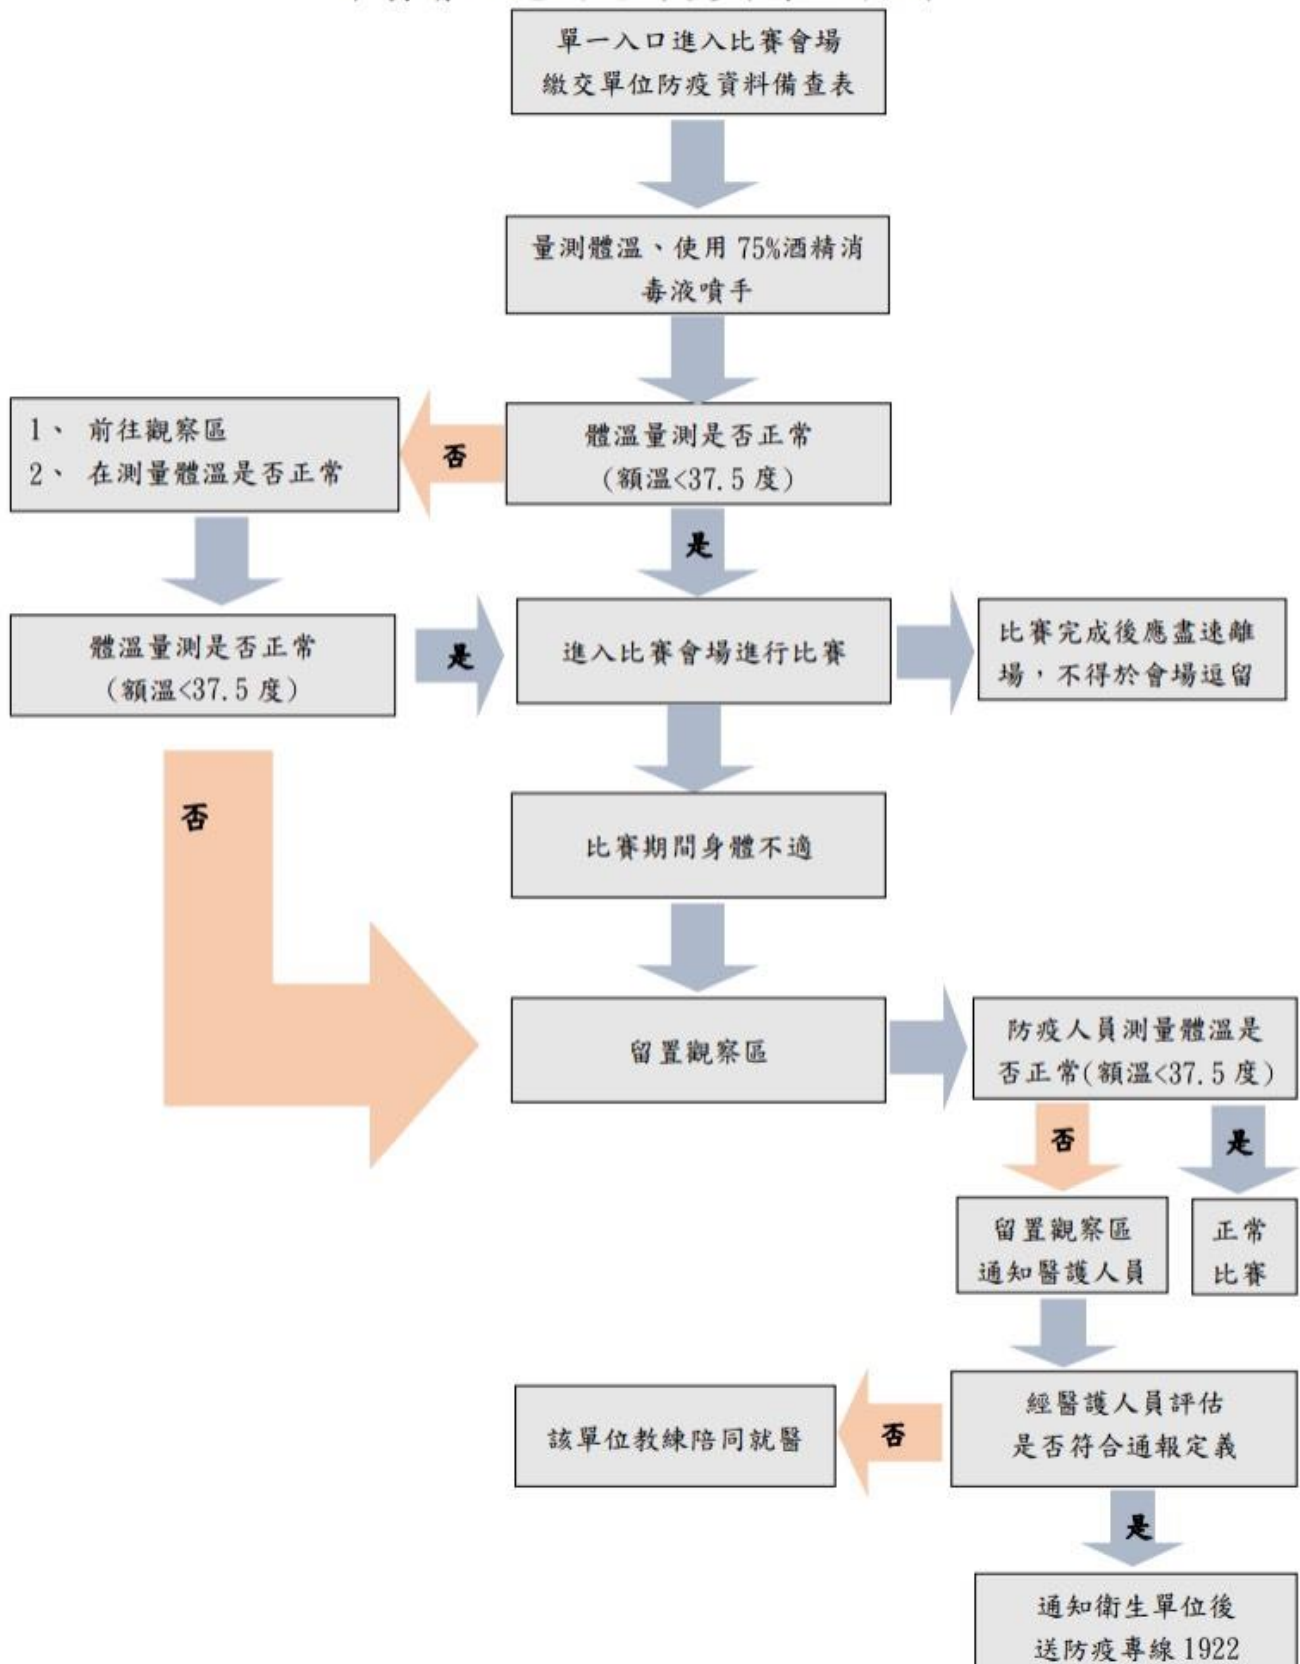 單一入口進入比賽會場
繳交單位防疫資料備查表
量測體溫、使用 75%酒精消
毒液噴手
1、 前往觀察區
2、 在測量體溫是否正常
否
體溫量測是否正常
(額溫<37.5 度)
是
體溫量測是否正常
(額溫<37.5 度)
是
進入比賽會場進行比賽
比賽完成後應盡速離
場，不得於會場逗留
否
比賽期間身體不適
留置觀察區
防疫人員測量體溫是
否正常(額溫<37.5 度)
否
是
留置觀察區
通知醫護人員
正常
比賽
該單位教練陪同就醫
否
經醫護人員評估
是否符合通報定義
是
通知衛生單位後
送防疫專線 1922